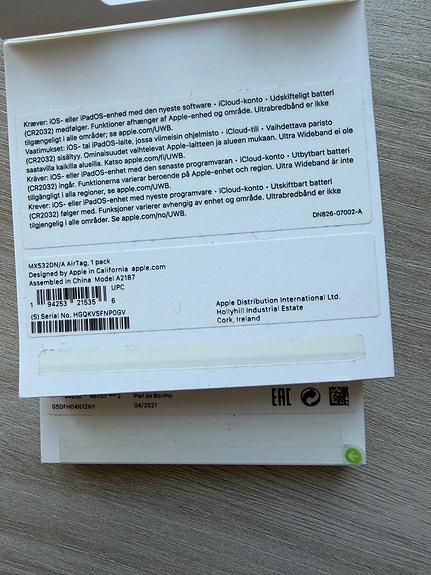 Kræver: iOS- eller iPadOS-enhed med den nyeste software • iCloud-konto • Udskifteligt batteri
(CR2032) medfølger. Funktioner afhænger af Apple-enhed og område. Ultrabredbånd er ikke
tilgængeligt i alle områder; se apple.com/UWB.
Vaatimukset: iOS- tai iPadOS-laite, jossa viimeisin ohjelmisto • iCloud-tili • Vaihdettava paristo
(CR2032) sisältyy. Ominaisuudet vaihtelevat Apple-laitteen ja alueen mukaan. Ultra Wideband ei ole
kaikilla alueilla. Katso apple.com/fi/UWB.
Kräver: iOS- eller iPadOS-enhet med den senaste programvaran • iCloud-konto • Utbytbart batteri
(CR2032) ingår. Funktionerna varierar beroende på Apple-enhet och region. Ultra Wideband är inte
tillgängligt i alla regioner, se apple.com/UWB.
Krever: iOS- eller iPadOS-enhet med nyeste programvare • iCloud-konto • Utskiftbart batteri
(CR2032) følger med. Funksjoner varierer avhengig av enhet og område. Ultrabredbånd er ikke
tilgjengelig i alle områder. Se apple.com/no/UWB.
DN826-07002-A
MX532DN/A AirTag, 1 pack
Designed by Apple in California apple.com
Assembled in China Model A2187
UPC
1 94253 21535 6
(S) Serial No. HGQKV5FNP0GV
Apple Distribution International Ltd.
Hollyhill Industrial Estate
Cork, Ireland
Piel de Bovino
G5DFH04N12NY
04/2021
EAC